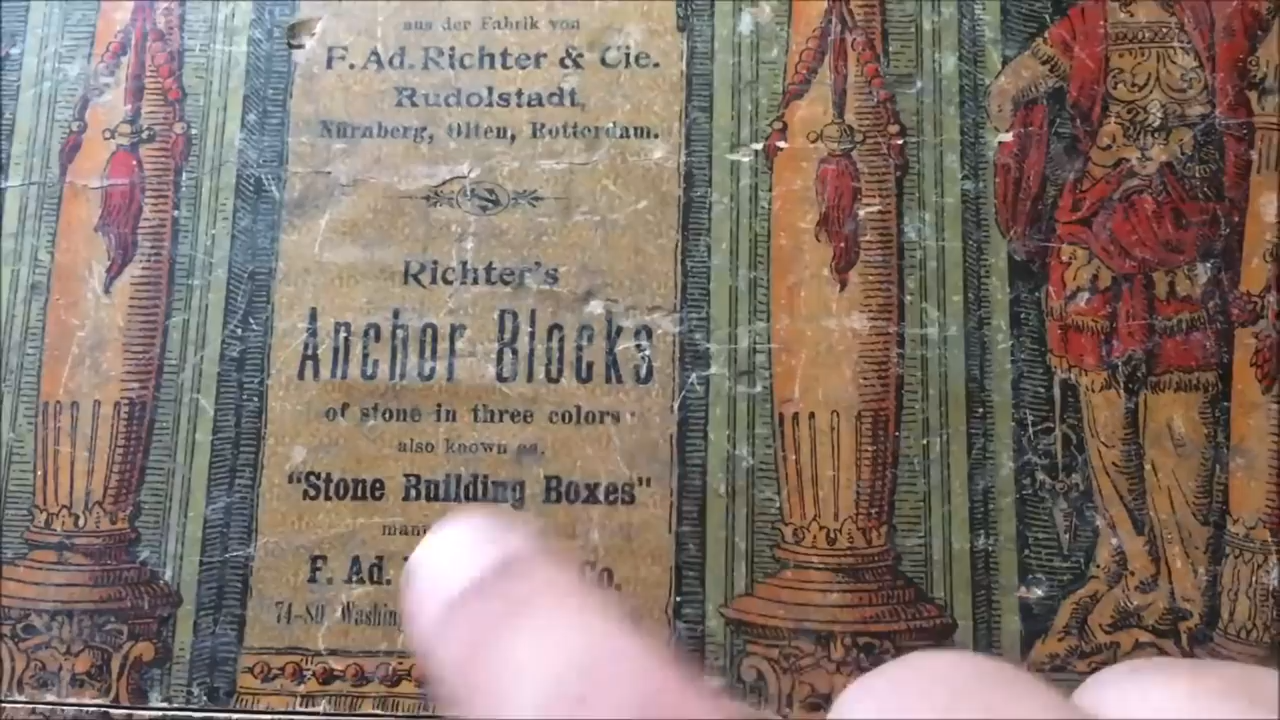 aus der Fabrik von
F. Ad. Richter & Cie.
Rudolstadt,
Nürnberg, Olten, Rotterdam.
Richter's
Anchor Blocks
of stone in three colors
also known as.
"Stone Building Boxes"
F. Ad. Co.
74-80